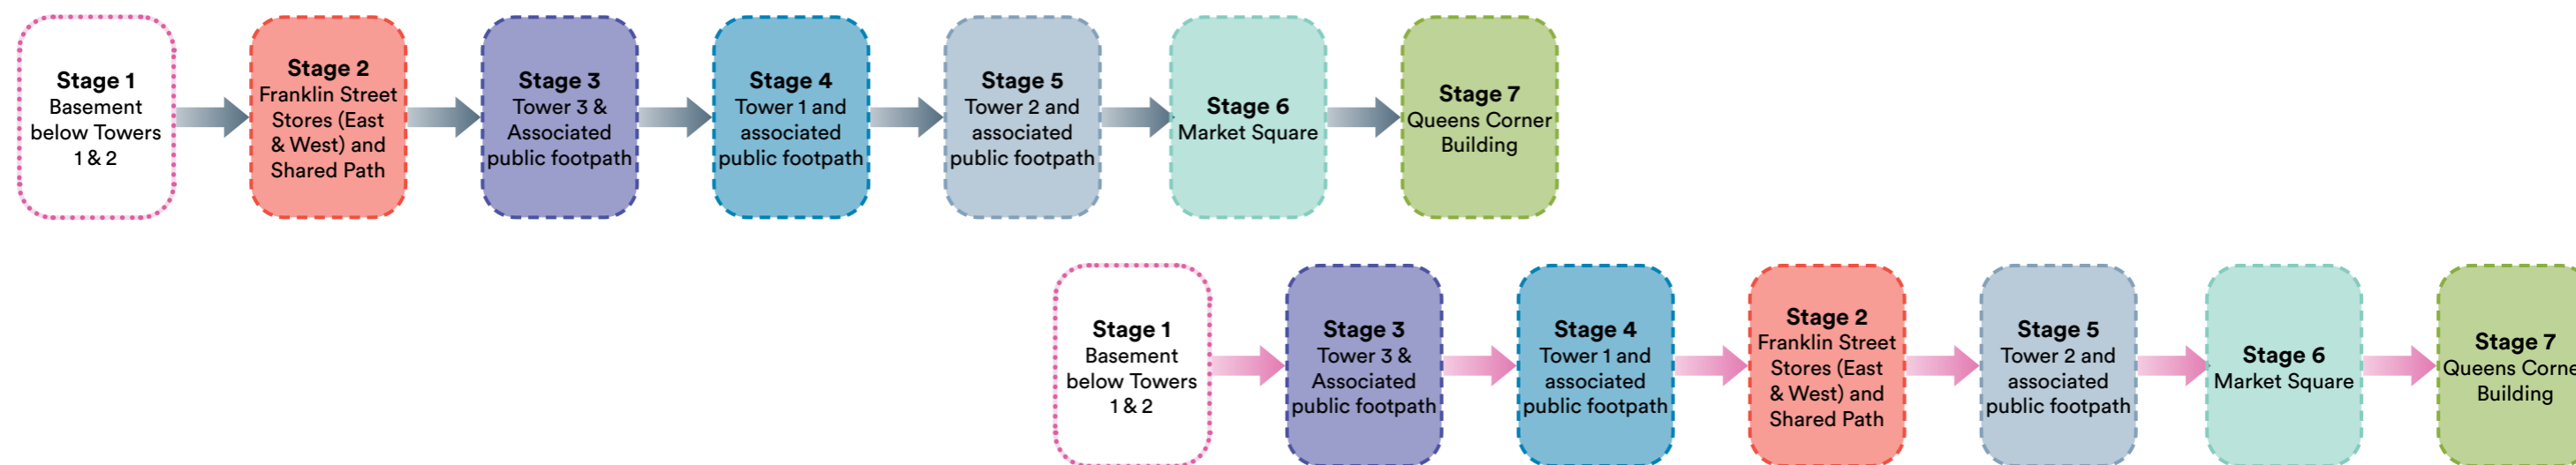 Stage 1
Basement
below Towers
1 & 2
Stage 2
Franklin Street
Stores (East
& West) and
Shared Path
Stage 3
Tower 3 &
Associated
public footpath
Stage 4
Tower 1 and
associated
public footpath
Stage 5
Tower 2 and
associated
public footpath
Stage 6
Market Square
Stage 7
Queens Corner
Building
Stage 1
Basement
below Towers
1 & 2
Stage 3
Tower 3 &
Associated
public footpath
Stage 4
Tower 1 and
associated
public footpath
Stage 2
Franklin Street
Stores (East
& West) and
Shared Path
Stage 5
Tower 2 and
associated
public footpath
Stage 6
Market Square
Stage 7
Queens Corne
Building